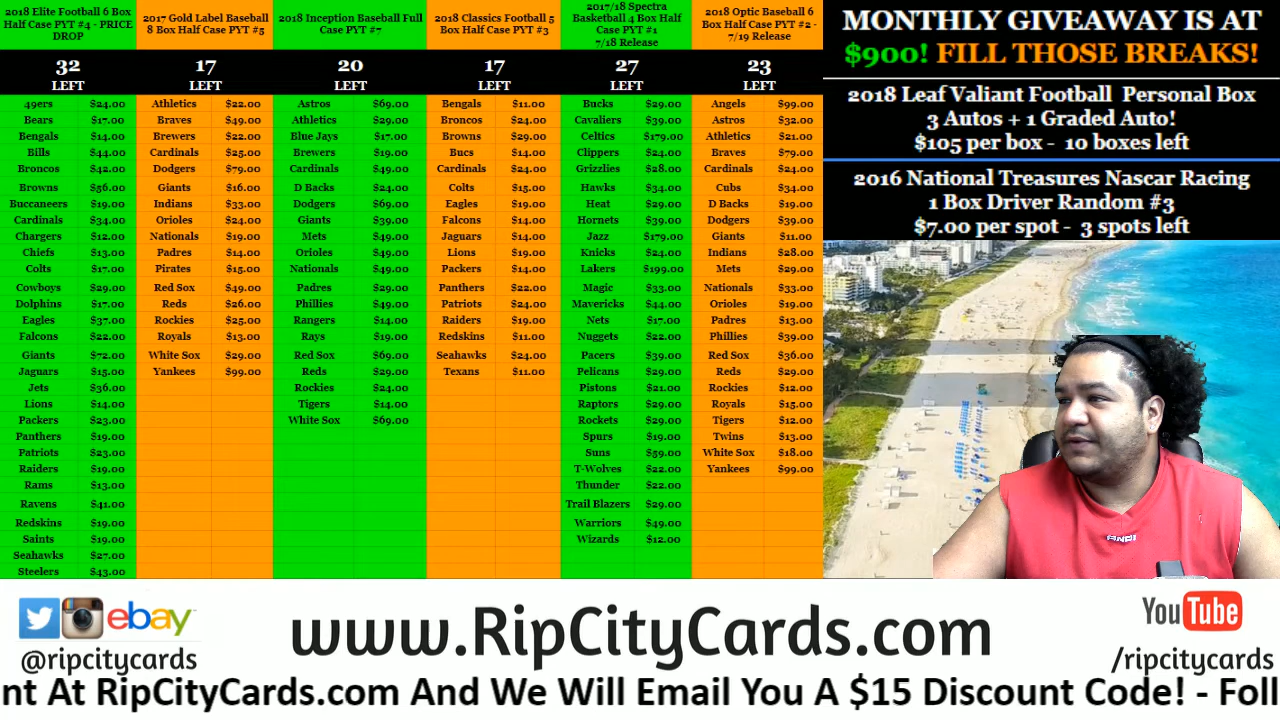 2018 Elite Football 6 Box
Half Case PYT #4 - PRICE
DROP
32
LEFT
49ers $24.00
Bears $17.00
Bengals $14.00
Bills $44.00
Broncos $42.00
Browns $56.00
Buccaneers $19.00
Cardinals $34.00
Chargers $12.00
Chiefs $13.00
Colts $17.00
Cowboys $29.00
Dolphins $17.00
Eagles $37.00
Falcons $22.00
Giants $72.00
Jaguars $15.00
Jets $36.00
Lions $14.00
Packers $23.00
Panthers $19.00
Patriots $23.00
Raiders $19.00
Rams $13.00
Ravens $41.00
Redskins $19.00
Saints $19.00
Seahawks $27.00
Steelers $43.00
2017 Gold Label Baseball
8 Box Half Case PYT #5
17
LEFT
Athletics $22.00
Braves $49.00
Brewers $22.00
Cardinals $25.00
Dodgers $79.00
Giants $16.00
Indians $33.00
Orioles $24.00
Nationals $19.00
Padres $14.00
Pirates $15.00
Red Sox $49.00
Reds $26.00
Rockies $25.00
Royals $13.00
White Sox $29.00
Yankees $99.00
2018 Inception Baseball Full
Case PYT #7
20
LEFT
Astros $69.00
Athletics $29.00
Blue Jays $17.00
Brewers $19.00
Cardinals $49.00
D Backs $24.00
Dodgers $69.00
Giants $39.00
Mets $49.00
Orioles $49.00
Nationals $49.00
Padres $29.00
Phillies $49.00
Rangers $14.00
Rays $19.00
Red Sox $69.00
Reds $29.00
Rockies $24.00
Tigers $14.00
White Sox $69.00
2018 Classics Football 5
Box Half Case PYT #3
17
LEFT
Bengals $11.00
Broncos $24.00
Browns $29.00
Bucs $14.00
Cardinals $24.00
Colts $15.00
Eagles $19.00
Falcons $14.00
Jaguars $14.00
Lions $19.00
Packers $14.00
Panthers $22.00
Patriots $24.00
Raiders $19.00
Redskins $11.00
Seahawks $24.00
Texans $11.00
2017/18 Spectra
Basketball 4 Box Half
Case PYT #1
7/18 Release
27
LEFT
Bucks $29.00
Cavaliers $39.00
Celtics $179.00
Clippers $24.00
Grizzlies $28.00
Hawks $34.00
Heat $29.00
Hornets $39.00
Jazz $179.00
Knicks $24.00
Lakers $199.00
Magic $33.00
Mavericks $44.00
Nets $17.00
Nuggets $22.00
Pacers $39.00
Pelicans $29.00
Pistons $21.00
Raptors $29.00
Rockets $29.00
Spurs $19.00
Suns $59.00
T-Wolves $22.00
Thunder $22.00
Trail Blazers $29.00
Warriors $49.00
Wizards $12.00
2018 Optic Baseball 6
Box Half Case PYT #2 -
7/19 Release
23
LEFT
Angels $99.00
Astros $32.00
Athletics $21.00
Braves $79.00
Cardinals $24.00
Cubs $34.00
D Backs $19.00
Dodgers $39.00
Giants $11.00
Indians $28.00
Mets $29.00
Nationals $33.00
Orioles $19.00
Padres $13.00
Phillies $39.00
Red Sox $36.00
Reds $29.00
Rockies $12.00
Royals $15.00
Tigers $12.00
Twins $13.00
White Sox $18.00
Yankees $99.00
MONTHLY GIVEAWAY IS AT
$900! FILL THOSE BREAKS!
2018 Leaf Valiant Football Personal Box
3 Autos + 1 Graded Auto!
$105 per box - 10 boxes left
2016 National Treasures Nascar Racing
1 Box Driver Random #3
$7.00 per spot - 3 spots left
AND1
ebay
@ripcitycards
www.RipCityCards.com
YouTube
/ripcitycards
nt At RipCityCards.com And We Will Email You A $15 Discount Code! - Foll